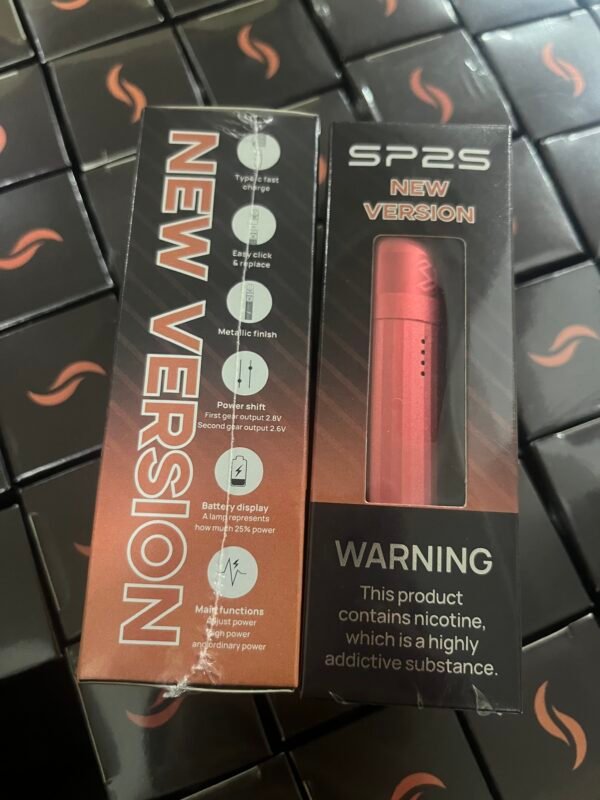 NEW VERSION
Type-c fast
charge
Easy click
& replace
Metallic finish
Power shift
First gear output 2.8V
Second gear output 2.6V
Battery display
A lamp represents
how much 25% power
Main functions
Adjust power
high power
and ordinary power
SP2S
NEW
VERSION
WARNING
This product
contains nicotine,
which is a highly
addictive substance.